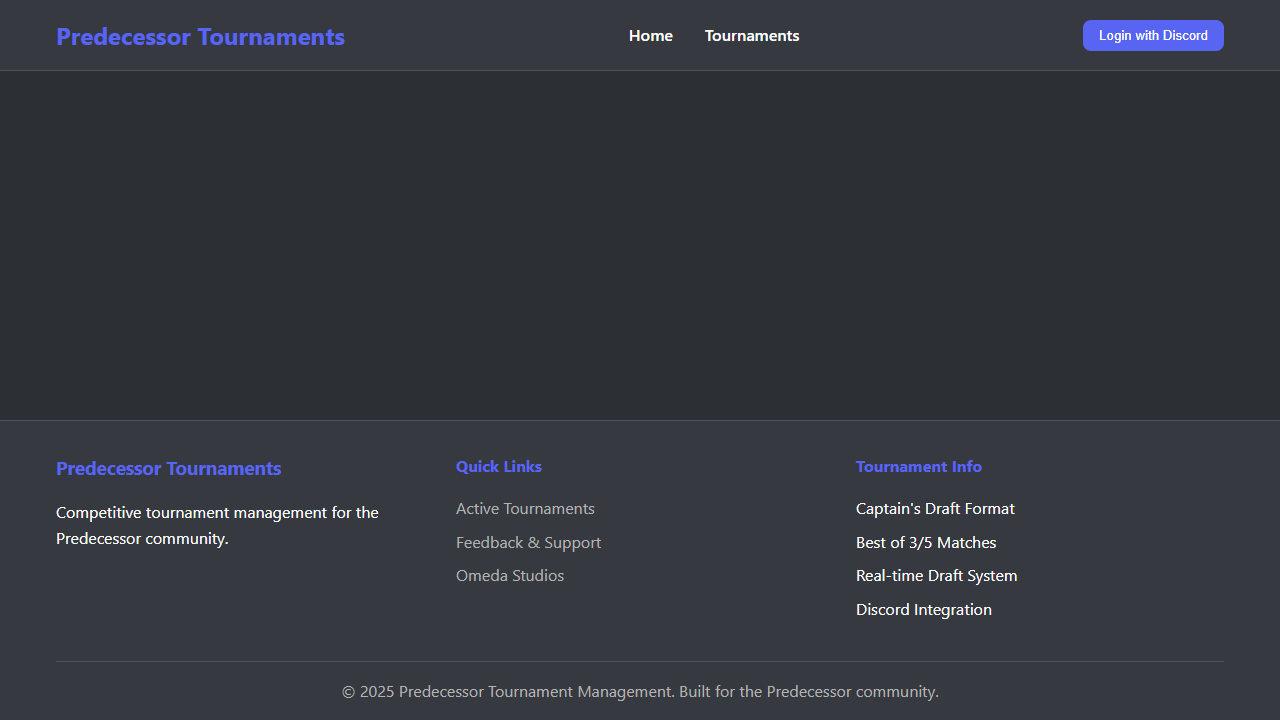 Predecessor Tournaments
Home
Tournaments
Login with Discord
Predecessor Tournaments
Competitive tournament management for the
Predecessor community.
Quick Links
Active Tournaments
Feedback & Support
Omeda Studios
Tournament Info
Captain's Draft Format
Best of 3/5 Matches
Real-time Draft System
Discord Integration
© 2025 Predecessor Tournament Management. Built for the Predecessor community.